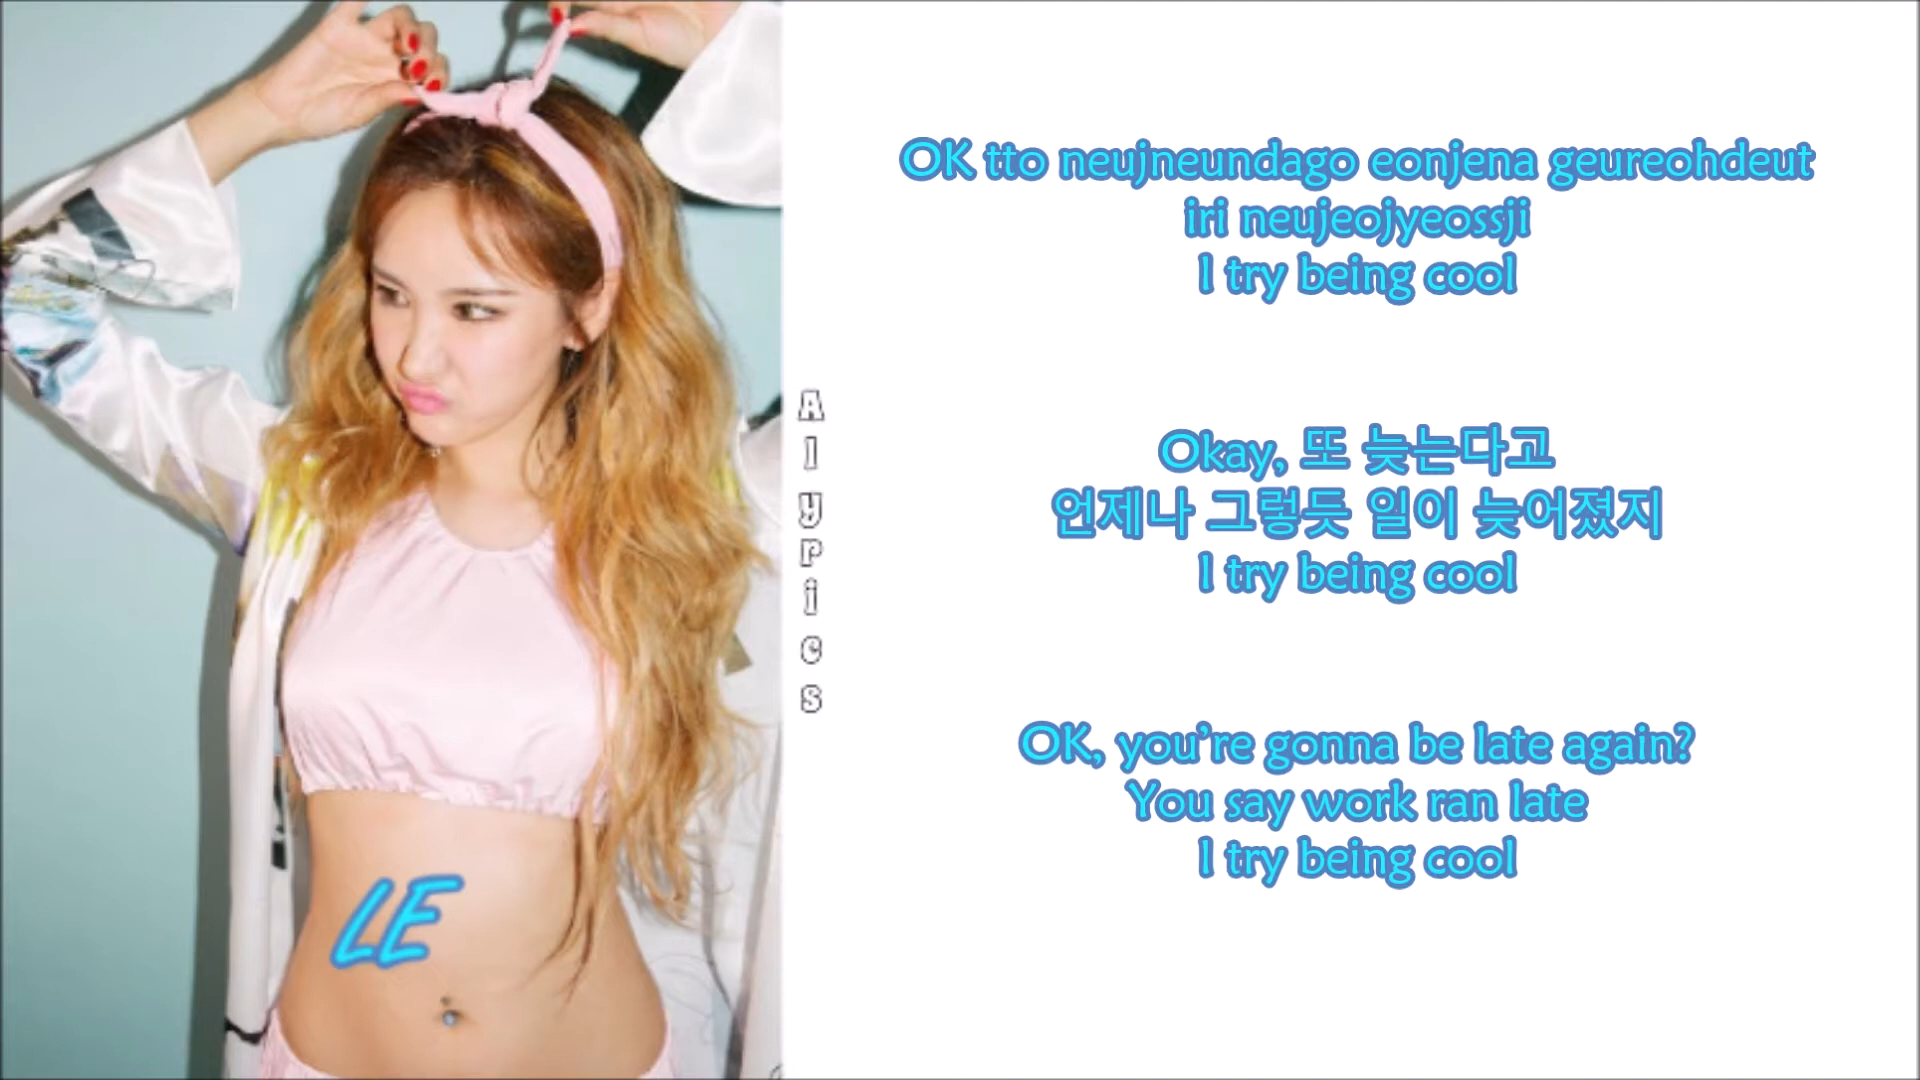 OK tto neujneundago eonjena geureohdeut
iri neujeojyeossji
I try being cool
Okay, 또 늦는다고
언제나 그렇듯 일이 늦어졌지
I try being cool
OK, you're gonna be late again?
You say work ran late
I try being cool
LE
Alypics